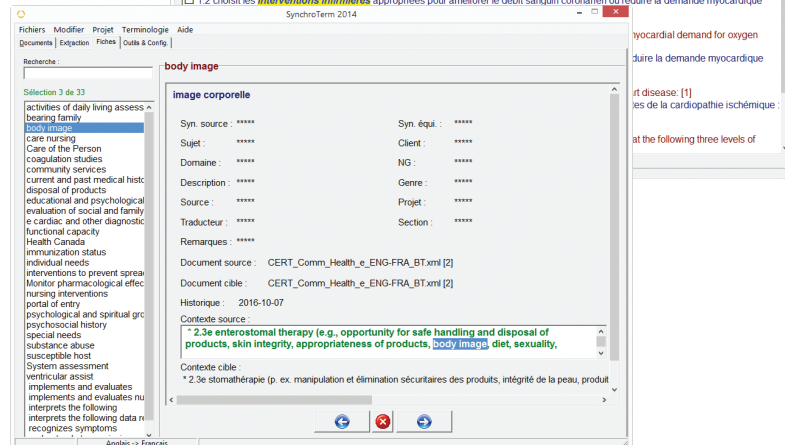 1.2 choisit les interventions infirmières appropriées pour améliorer le débit sanguin coronarien ou réduire la demande myocardique
SynchroTerm 2014
Fichiers Modifier Projet Terminologie Aide
Documents Extraction Fiches Outils & Config.
Recherche :
Sélection 3 de 33
activities of daily living assess
bearing family
body image
care nursing
Care of the Person
coagulation studies
community services
current and past medical histo
disposal of products
educational and psychological
evaluation of social and family
e cardiac and other diagnostic
functional capacity
Health Canada
immunization status
individual needs
interventions to prevent sprea
Monitor pharmacological effec
nursing interventions
portal of entry
psychological and spiritual gro
psychosocial history
special needs
substance abuse
susceptible host
System assessment
ventricular assist
implements and evaluates
implements and evaluates nu
interprets the following
interprets the following data re
recognizes symptoms
body image
image corporelle
Syn. source : ***** Syn. équi. : *****
Sujet : ***** Client : *****
Domaine : ***** NG : *****
Description : ***** Genre : *****
Source : ***** Projet : *****
Traducteur : ***** Section : *****
Remarques : *****
Document source : CERT_Comm_Health_e_ENG-FRA_BT.xml [2]
Document cible : CERT_Comm_Health_e_ENG-FRA_BT.xml [2]
Historique : 2016-10-07
Contexte source :
* 2.3e enterostomal therapy (e.g., opportunity for safe handling and disposal of
products, skin integrity, appropriateness of products, body image, diet, sexuality,
Contexte cible :
* 2.3e stomathérapie (p. ex. manipulation et élimination sécuritaires des produits, intégrité de la peau, produit
Anglais -> Français
myocardial demand for oxygen
duire la demande myocardique
rt disease: [1]
es de la cardiopathie ischémique :
at the following three levels of